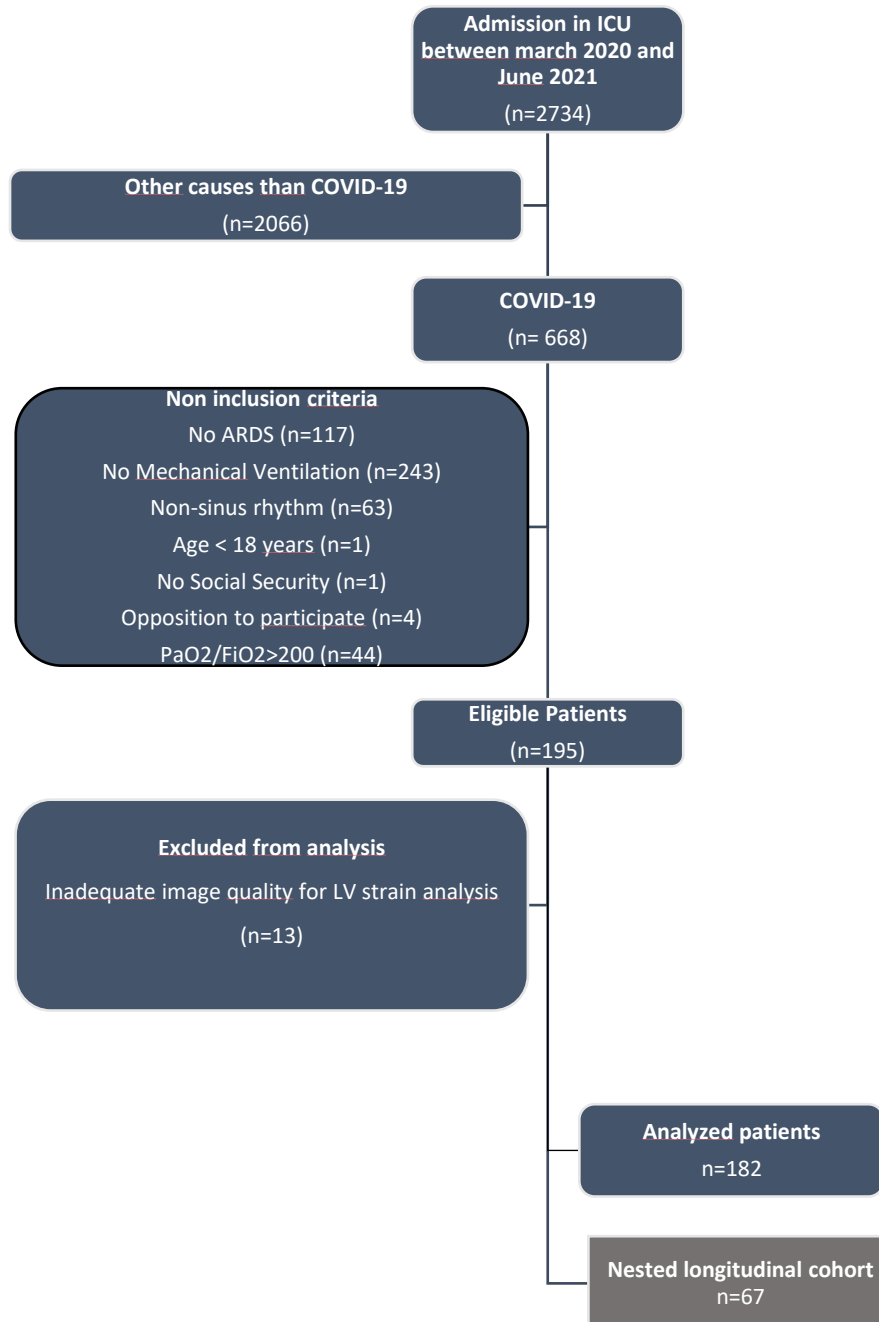 Admission in ICU
between march 2020 and
June 2021
(n=2734)
Other causes than COVID-19
(n=2066)
COVID-19
(n= 668)
Non inclusion criteria
No ARDS (n=117)
No Mechanical Ventilation (n=243)
Non-sinus rhythm (n=63)
Age < 18 years (n=1)
No Social Security (n=1)
Opposition to participate (n=4)
PaO2/FiO2>200 (n=44)
Eligible Patients
(n=195)
Excluded from analysis
Inadequate image quality for LV strain analysis
(n=13)
Analyzed patients
n=182
Nested longitudinal cohort
n=67